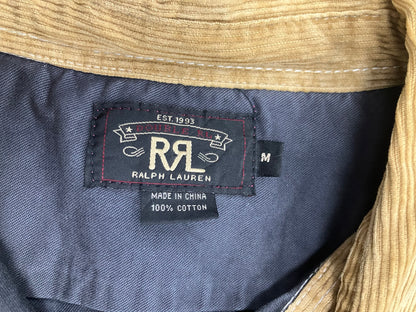 EST. 1993
DOUBLE RL
RRL
RALPH LAUREN
M
MADE IN CHINA
100% COTTON